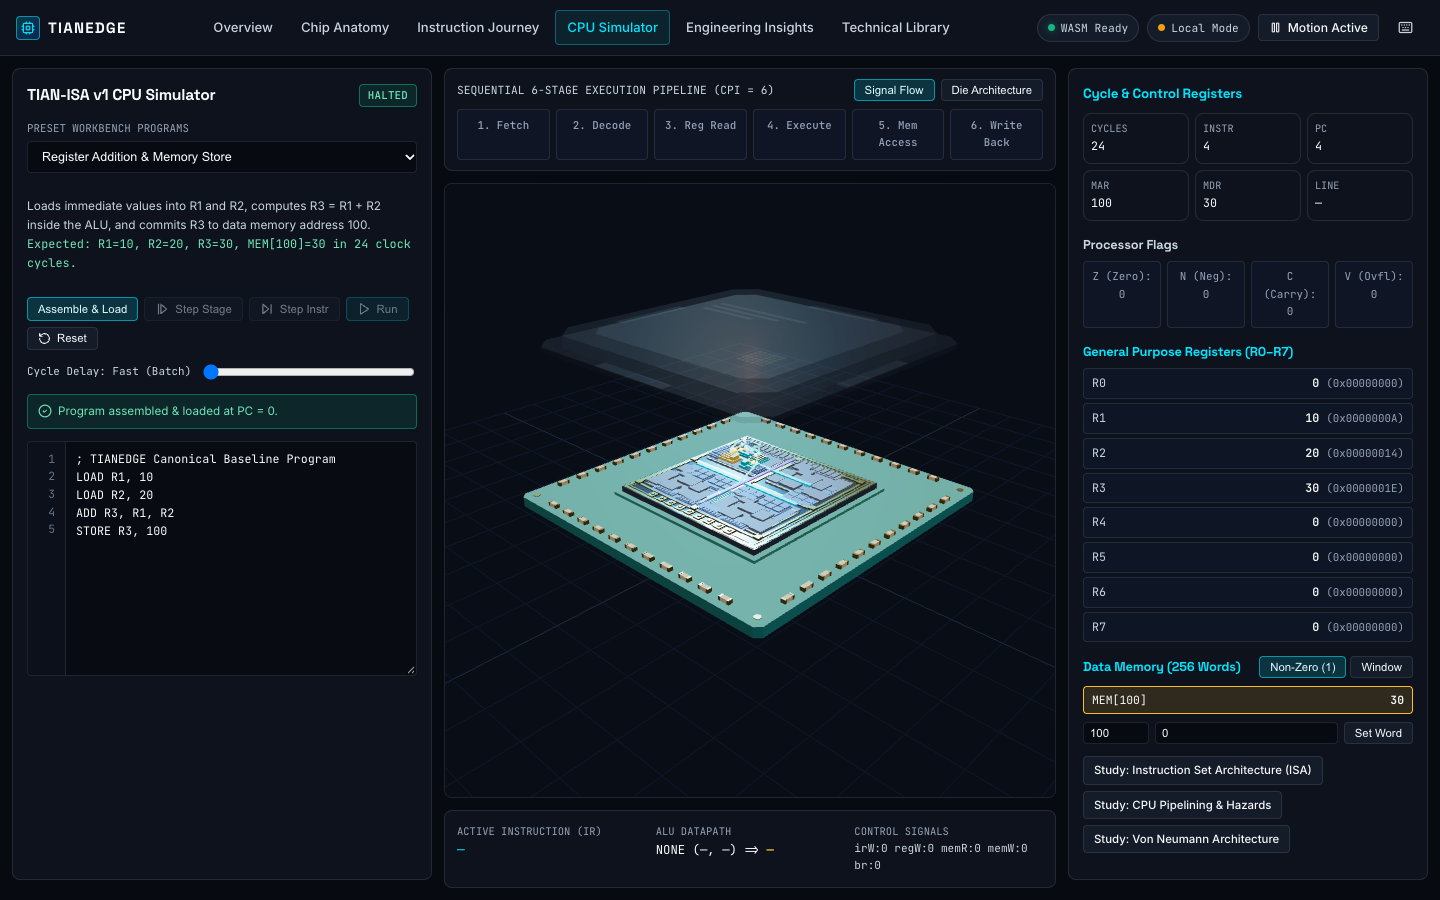 TIANEDGE
Overview
Chip Anatomy
Instruction Journey
CPU Simulator
Engineering Insights
Technical Library
WASM Ready
Local Mode
Motion Active
TIAN-ISA v1 CPU Simulator
HALTED
PRESET WORKBENCH PROGRAMS
Register Addition & Memory Store
Loads immediate values into R1 and R2, computes R3 = R1 + R2
inside the ALU, and commits R3 to data memory address 100.
Expected: R1=10, R2=20, R3=30, MEM[100]=30 in 24 clock
cycles.
Assemble & Load
Step Stage
Step Instr
Run
Reset
Cycle Delay: Fast (Batch)
Program assembled & loaded at PC = 0.
1 ; TIANEDGE Canonical Baseline Program
2 LOAD R1, 10
3 LOAD R2, 20
4 ADD R3, R1, R2
5 STORE R3, 100
SEQUENTIAL 6-STAGE EXECUTION PIPELINE (CPI = 6)
Signal Flow
Die Architecture
1. Fetch
2. Decode
3. Reg Read
4. Execute
5. Mem
Access
6. Write
Back
ACTIVE INSTRUCTION (IR)
—
ALU DATAPATH
NONE (—, —) ⇒ —
CONTROL SIGNALS
irW:0 regW:0 memR:0 memW:0
br:0
Cycle & Control Registers
CYCLES
24
INSTR
4
PC
4
MAR
100
MDR
30
LINE
—
Processor Flags
Z (Zero):
0
N (Neg):
0
C
(Carry):
0
V (Ovfl):
0
General Purpose Registers (R0–R7)
R0 0 (0x00000000)
R1 10 (0x0000000A)
R2 20 (0x00000014)
R3 30 (0x0000001E)
R4 0 (0x00000000)
R5 0 (0x00000000)
R6 0 (0x00000000)
R7 0 (0x00000000)
Data Memory (256 Words)
Non-Zero (1)
Window
MEM[100] 30
100
0
Set Word
Study: Instruction Set Architecture (ISA)
Study: CPU Pipelining & Hazards
Study: Von Neumann Architecture